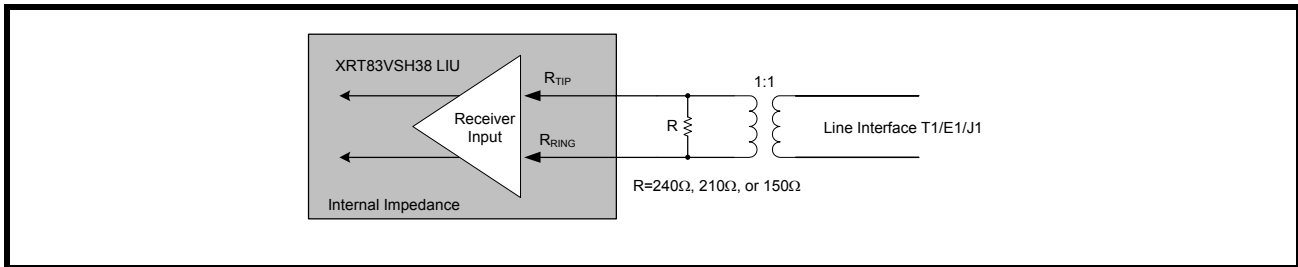 XRT83VSH38 LIU
RTIP
1:1
Receiver
Input
R
Line Interface T1/E1/J1
RRING
R=240Ω, 210Ω, or 150Ω
Internal Impedance